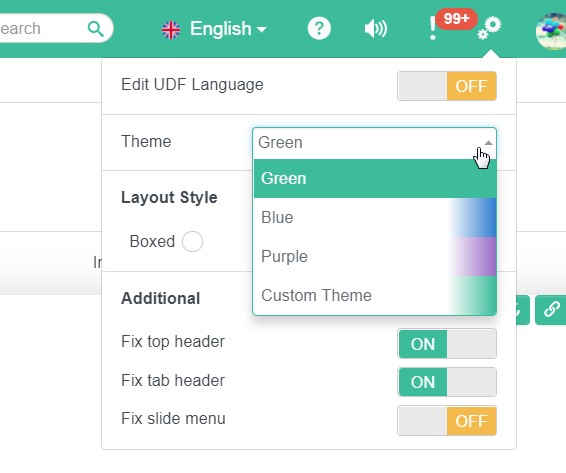 earch
English
?
99+
Edit UDF Language OFF
Theme Green
Green
Layout Style
Blue
Boxed
Purple
Custom Theme
Additional
Fix top header ON
Fix tab header ON
Fix slide menu OFF